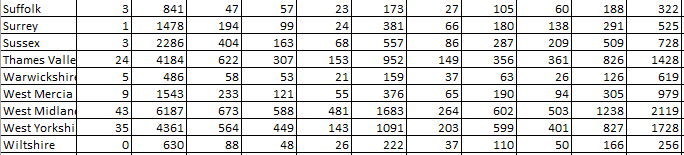 Suffolk 3 841 47 57 23 173 27 105 60 188 322
Surrey 1 1478 194 99 24 381 66 180 138 291 525
Sussex 3 2286 404 163 68 557 86 287 209 509 728
Thames Valle 24 4184 622 307 153 952 149 356 361 826 1428
Warwickshire 5 486 58 53 21 159 37 63 26 126 619
West Mercia 9 1543 233 121 55 376 65 190 94 305 979
West Midlan 43 6187 673 588 481 1683 264 602 503 1238 2119
West Yorkshi 35 4361 564 449 143 1091 203 599 401 827 1728
Wiltshire 0 630 88 48 26 222 37 110 50 166 256